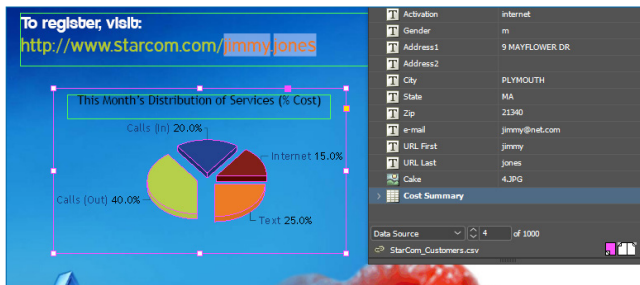 To register, visit:
http://www.starcom.com/jimmy.jones
This Month's Distribution of Services (% Cost)
Calls (In) 20.0%
Internet 15.0%
Calls (Out) 40.0%
Text 25.0%
Activation internet
Gender m
Address1 9 MAYFLOWER DR
Address2
City PLYMOUTH
State MA
Zip 21340
e-mail jimmy@net.com
URL First jimmy
URL Last jones
Cake 4.JPG
Cost Summary
Data Source 4 of 1000
StarCom_Customers.csv